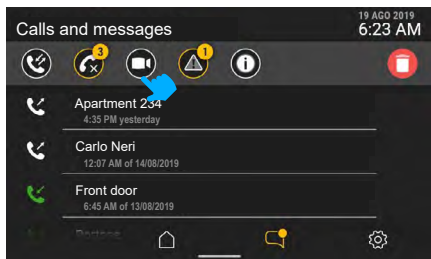 19 AGO 2019
Calls and messages 6:23 AM
3
1
Apartment 234
4:35 PM yesterday
Carlo Neri
12:07 AM of 14/08/2019
Front door
6:45 AM of 13/08/2019